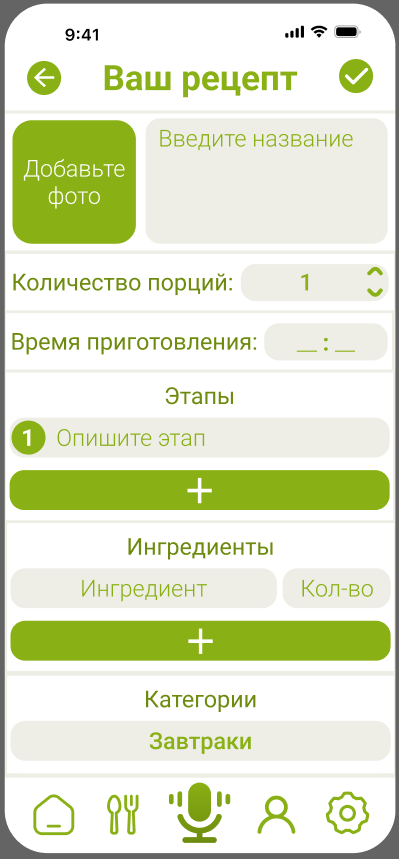 9:41
Ваш рецепт
Добавьте
фото
Введите название
Количество порций: 1
Время приготовления: __ : __
Этапы
1 Опишите этап
+
Ингредиенты
Ингредиент Кол-во
+
Категории
Завтраки